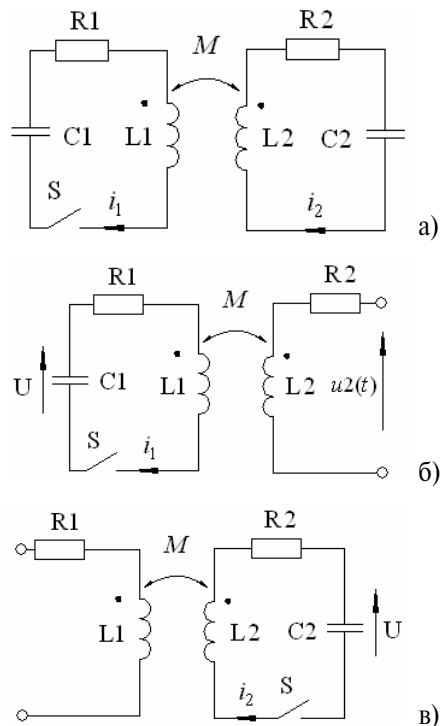 R1 M R2
C1 L1 L2 C2
S i₁ i₂
а)
R1 M R2
U C1 L1 L2 u2(t)
S i₁
б)
R1 M R2
L1 L2 C2 U
i₂ S
в)